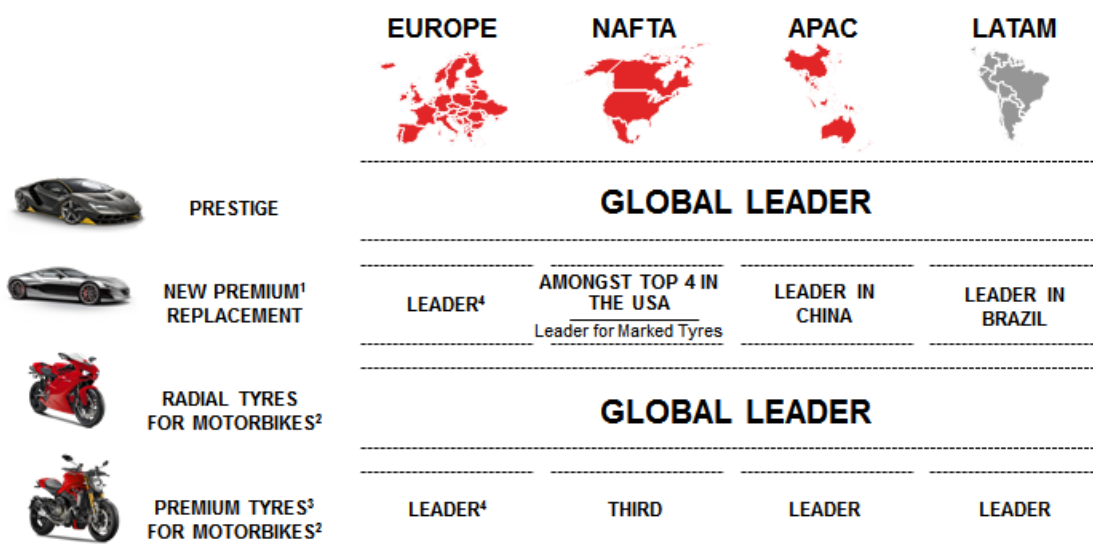 EUROPE NAFTA APAC LATAM
PRESTIGE
GLOBAL LEADER
NEW PREMIUM¹
REPLACEMENT
LEADER⁴
AMONGST TOP 4 IN
THE USA
Leader for Marked Tyres
LEADER IN
CHINA
LEADER IN
BRAZIL
RADIAL TYRES
FOR MOTORBIKES²
GLOBAL LEADER
PREMIUM TYRES³
FOR MOTORBIKES²
LEADER⁴
THIRD
LEADER
LEADER